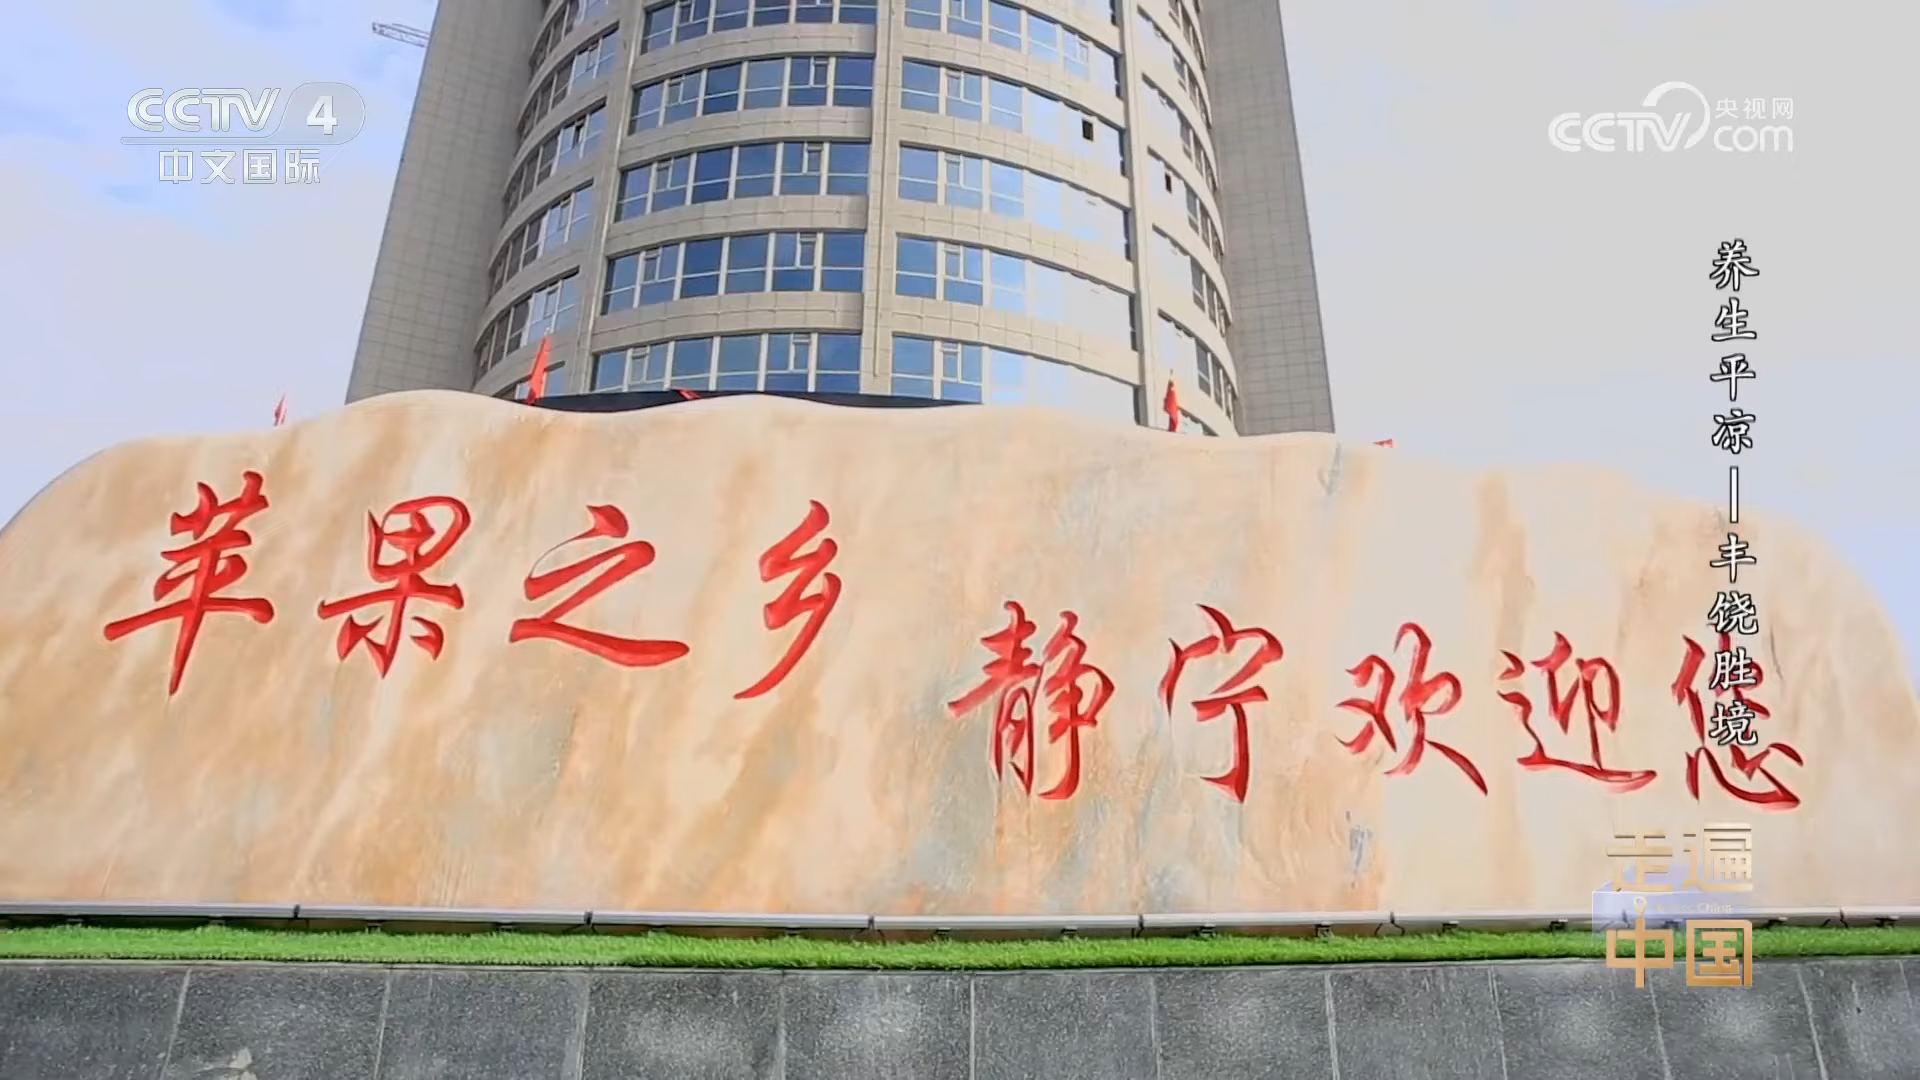 CCTV 4
中文国际
央视网
CCTV com
养生平凉—丰饶胜境
苹果之乡
静宁欢迎您
走遍
中国